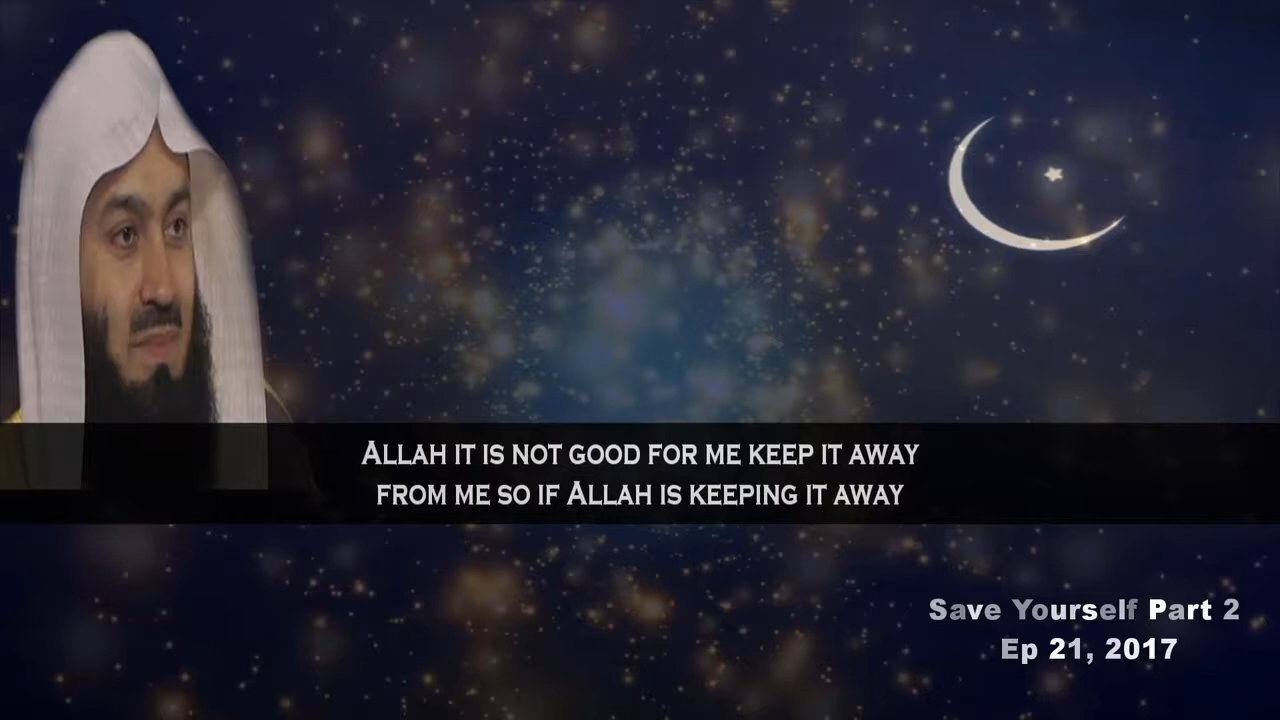 ALLAH IT IS NOT GOOD FOR ME KEEP IT AWAY
FROM ME SO IF ALLAH IS KEEPING IT AWAY
Save Yourself Part 2
Ep 21, 2017